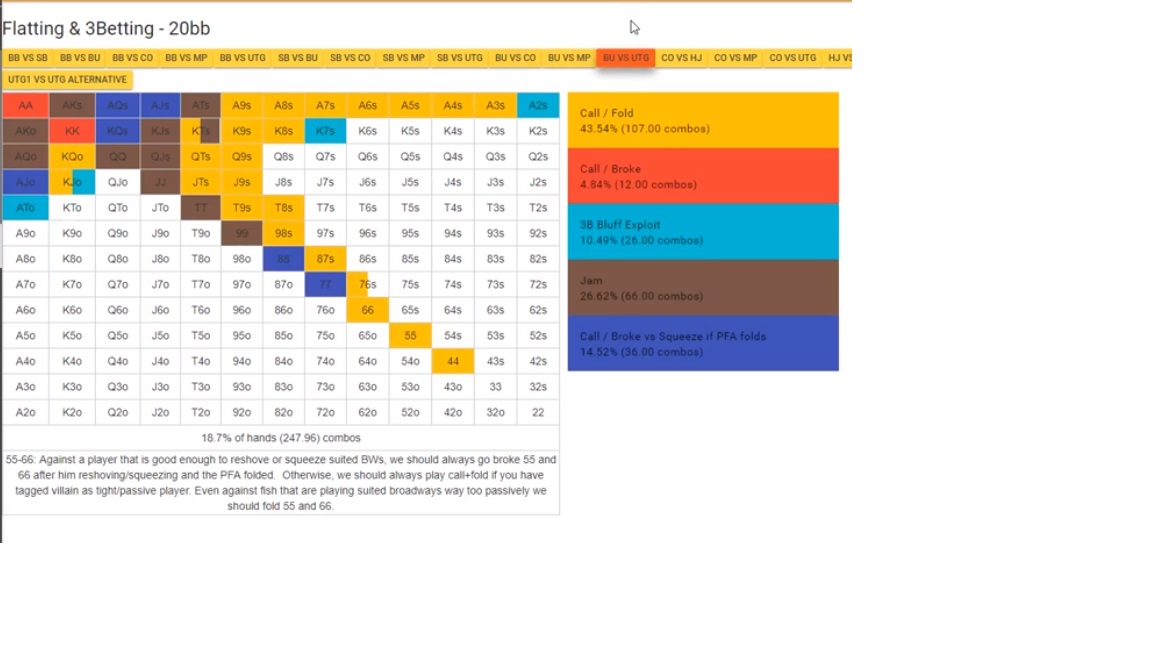 Flatting & 3Betting - 20bb
BB VS SB BB VS BU BB VS CO BB VS MP BB VS UTG SB VS BU SB VS CO SB VS MP SB VS UTG BU VS CO BU VS MP BU VS UTG CO VS HJ CO VS MP CO VS UTG HJ VS
UTG1 VS UTG ALTERNATIVE
AA AKs AQs AJs ATs A9s A8s A7s A6s A5s A4s A3s A2s
AKo KK KQs KJs KTs K9s K8s K7s K6s K5s K4s K3s K2s
AQo KQo QQ QJs QTs Q9s Q8s Q7s Q6s Q5s Q4s Q3s Q2s
AJo KJo QJo JJ JTs J9s J8s J7s J6s J5s J4s J3s J2s
ATo KTo QTo JTo TT T9s T8s T7s T6s T5s T4s T3s T2s
A9o K9o Q9o J9o T9o 99 98s 97s 96s 95s 94s 93s 92s
A8o K8o Q8o J8o T8o 98o 88 87s 86s 85s 84s 83s 82s
A7o K7o Q7o J7o T7o 97o 87o 77 76s 75s 74s 73s 72s
A6o K6o Q6o J6o T6o 96o 86o 76o 66 65s 64s 63s 62s
A5o K5o Q5o J5o T5o 95o 85o 75o 65o 55 54s 53s 52s
A4o K4o Q4o J4o T4o 94o 84o 74o 64o 54o 44 43s 42s
A3o K3o Q3o J3o T3o 93o 83o 73o 63o 53o 43o 33 32s
A2o K2o Q2o J2o T2o 92o 82o 72o 62o 52o 42o 32o 22
18.7% of hands (247.96) combos
55-66: Against a player that is good enough to reshove or squeeze suited BWs, we should always go broke 55 and
66 after him reshoving/squeezing and the PFA folded. Otherwise, we should always play call+fold if you have
tagged villain as tight/passive player. Even against fish that are playing suited broadways way too passively we
should fold 55 and 66.
Call / Fold
43.54% (107.00 combos)
Call / Broke
4.84% (12.00 combos)
3B Bluff Exploit
10.49% (26.00 combos)
Jam
26.62% (66.00 combos)
Call / Broke vs Squeeze if PFA folds
14.52% (36.00 combos)